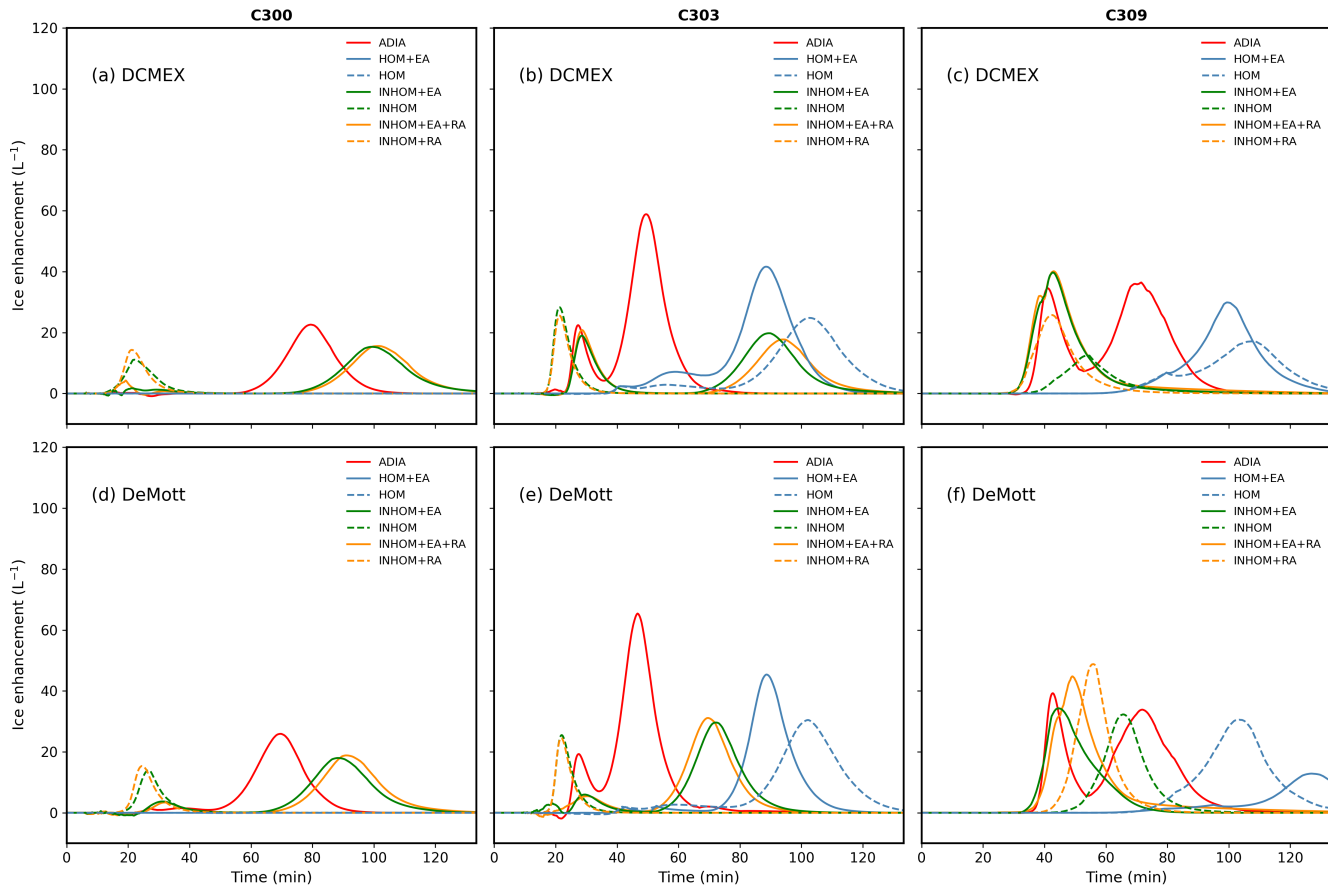 C300
C303
C309
120
100
80
60
40
20
0
Ice enhancement (L⁻¹)
(a) DCMEX
ADIA
HOM+EA
HOM
INHOM+EA
INHOM
INHOM+EA+RA
INHOM+RA
(b) DCMEX
ADIA
HOM+EA
HOM
INHOM+EA
INHOM
INHOM+EA+RA
INHOM+RA
(c) DCMEX
ADIA
HOM+EA
HOM
INHOM+EA
INHOM
INHOM+EA+RA
INHOM+RA
120
100
80
60
40
20
0
Ice enhancement (L⁻¹)
(d) DeMott
ADIA
HOM+EA
HOM
INHOM+EA
INHOM
INHOM+EA+RA
INHOM+RA
(e) DeMott
ADIA
HOM+EA
HOM
INHOM+EA
INHOM
INHOM+EA+RA
INHOM+RA
(f) DeMott
ADIA
HOM+EA
HOM
INHOM+EA
INHOM
INHOM+EA+RA
INHOM+RA
0 20 40 60 80 100 120
0 20 40 60 80 100 120
0 20 40 60 80 100 120
Time (min)
Time (min)
Time (min)